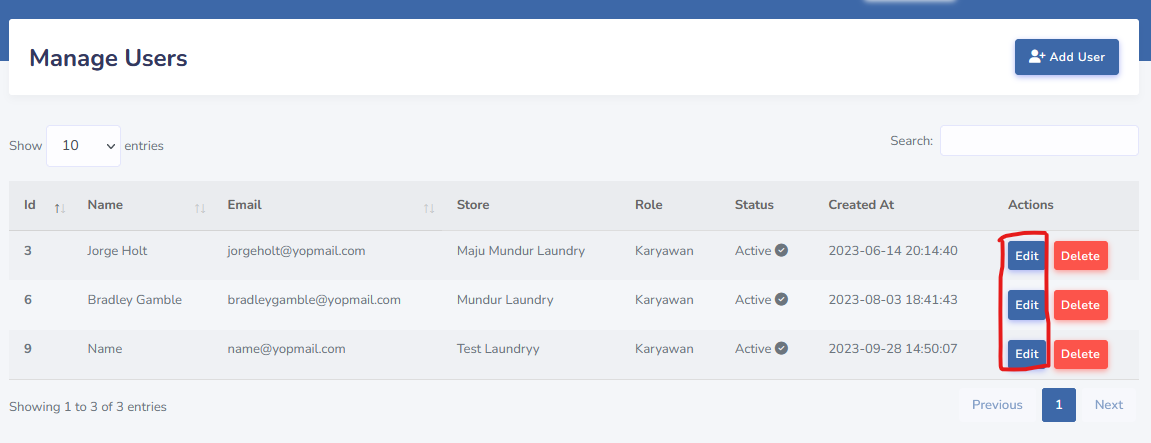 Manage Users
Add User
Show 10 entries
Search:
Id Name Email Store Role Status Created At Actions
3 Jorge Holt jorgeholt@yopmail.com Maju Mundur Laundry Karyawan Active 2023-06-14 20:14:40 Edit Delete
6 Bradley Gamble bradleygamble@yopmail.com Mundur Laundry Karyawan Active 2023-08-03 18:41:43 Edit Delete
9 Name name@yopmail.com Test Laundryy Karyawan Active 2023-09-28 14:50:07 Edit Delete
Showing 1 to 3 of 3 entries
Previous 1 Next